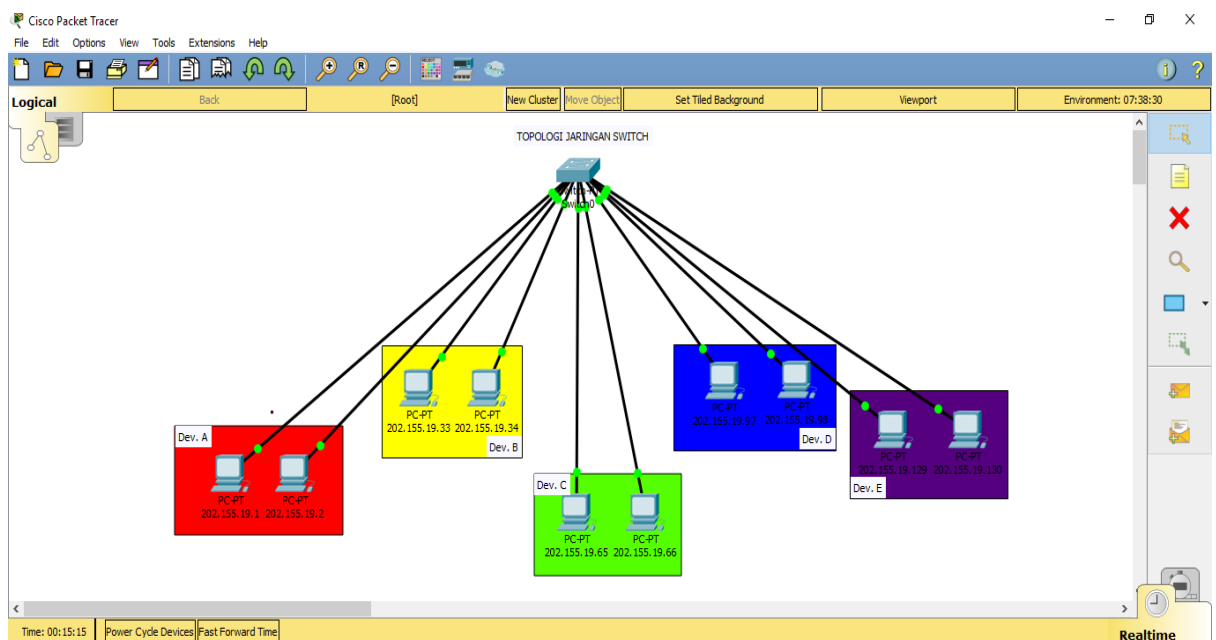 Cisco Packet Tracer
File Edit Options View Tools Extensions Help
Logical
Back
[Root]
New Cluster
Move Object
Set Tiled Background
Viewport
Environment: 07:38:30
TOPOLOGI JARINGAN SWITCH
Switch0
Dev. A
PC-PT PC-PT
202.155.19.1 202.155.19.2
PC-PT PC-PT
202.155.19.33 202.155.19.34
Dev. B
Dev. C
PC-PT PC-PT
202.155.19.65 202.155.19.66
PC-PT PC-PT
202.155.19.97
Dev. D
PC-PT PC-PT
202.155.19.129 202.155.19.130
Dev. E
Time: 00:15:15
Power Cycle Devices
Fast Forward Time
Realtime